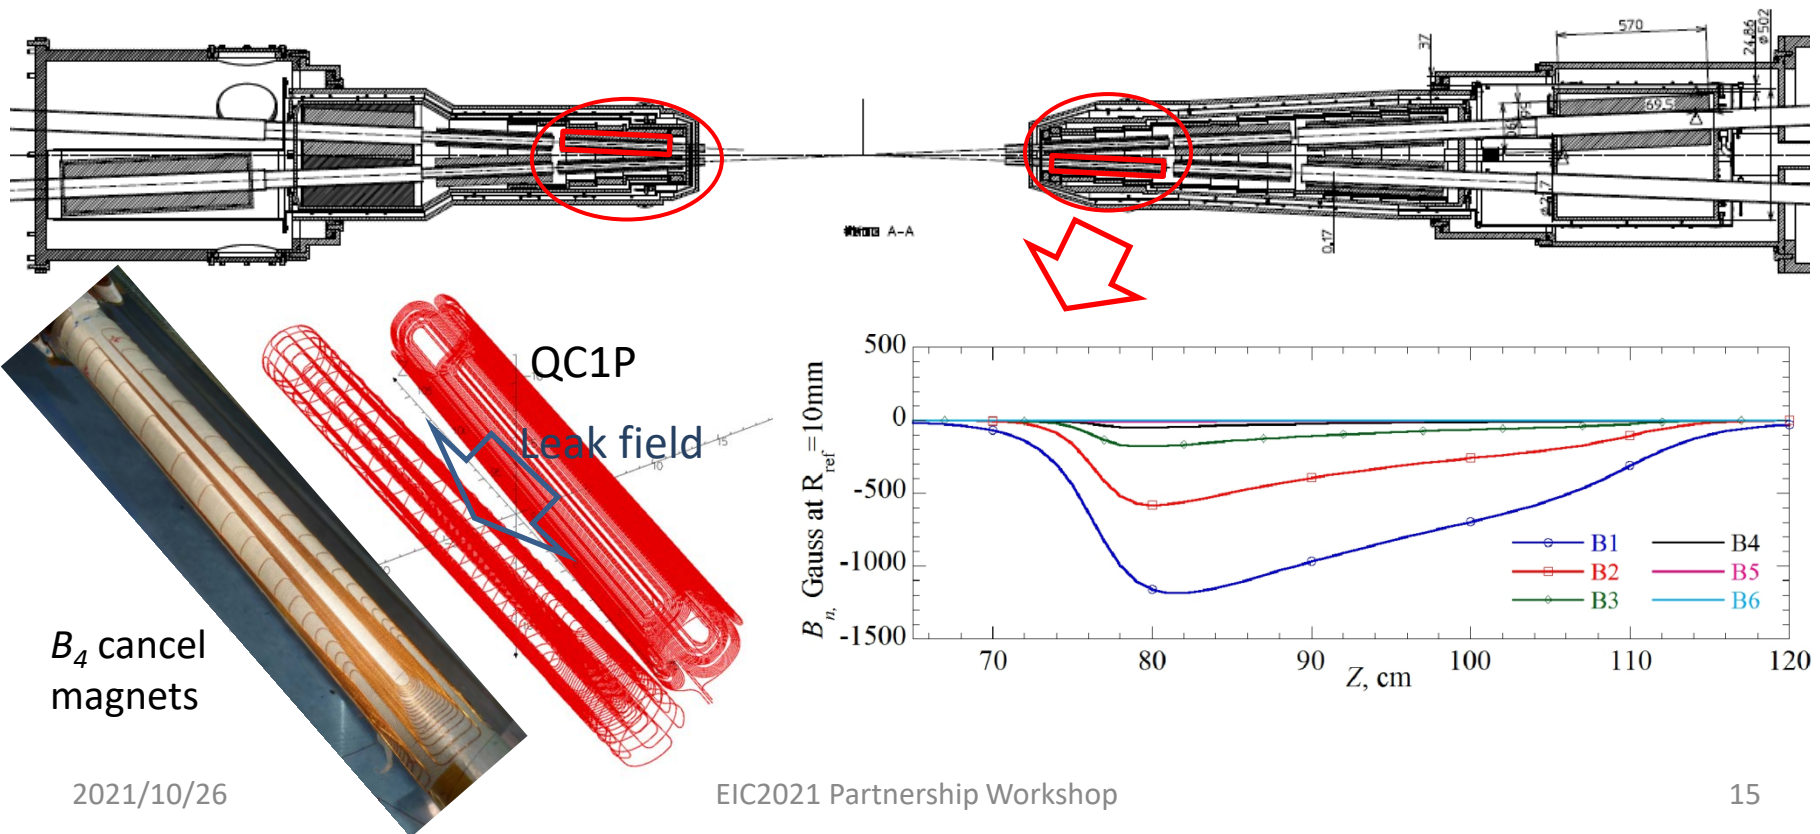 570
37
24.86
ϕ502
69.5
A-A
0.17
QC1P
Leak field
15
10
B4 cancel
magnets
500
0
-500
-1000
-1500
Bn, Gauss at Rref = 10mm
B1
B2
B3
B4
B5
B6
70
80
90
100
110
120
Z, cm
2021/10/26
EIC2021 Partnership Workshop
15